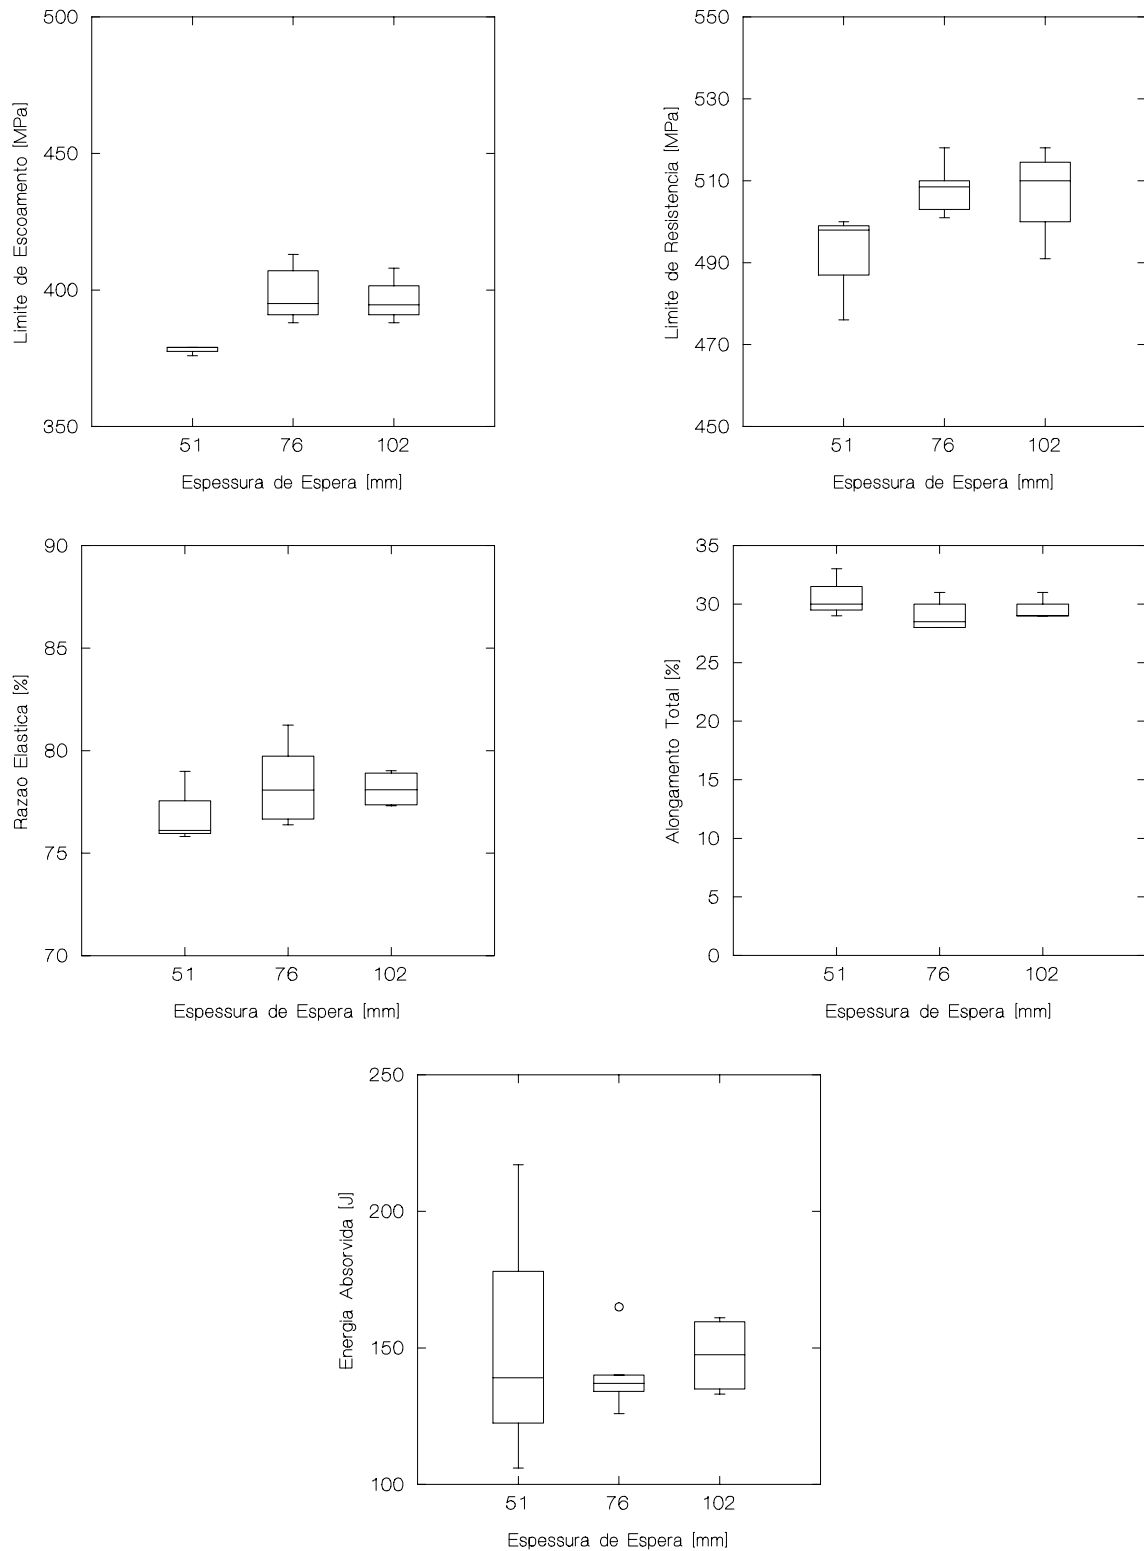 500
450
400
350
Limite de Escoamento [MPa]
51 76 102
Espessura de Espera [mm]
550
530
510
490
470
450
Limite de Resistencia [MPa]
51 76 102
Espessura de Espera [mm]
90
85
80
75
70
Razao Elastica [%]
51 76 102
Espessura de Espera [mm]
35
30
25
20
15
10
5
0
Alongamento Total [%]
51 76 102
Espessura de Espera [mm]
250
200
150
100
Energia Absorvida [J]
51 76 102
Espessura de Espera [mm]